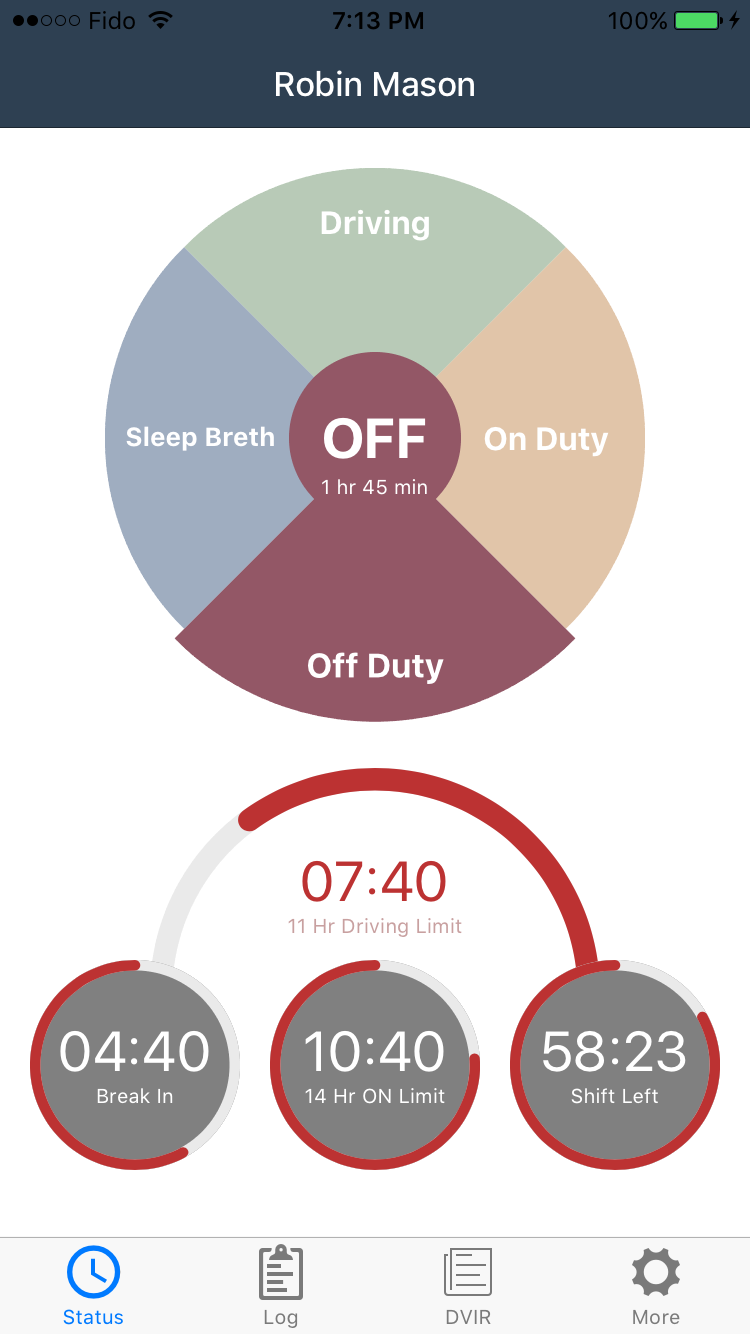 Fido 7:13 PM 100%
Robin Mason
Driving
Sleep Breth
OFF
1 hr 45 min
On Duty
Off Duty
07:40
11 Hr Driving Limit
04:40
Break In
10:40
14 Hr ON Limit
58:23
Shift Left
Status
Log
DVIR
More